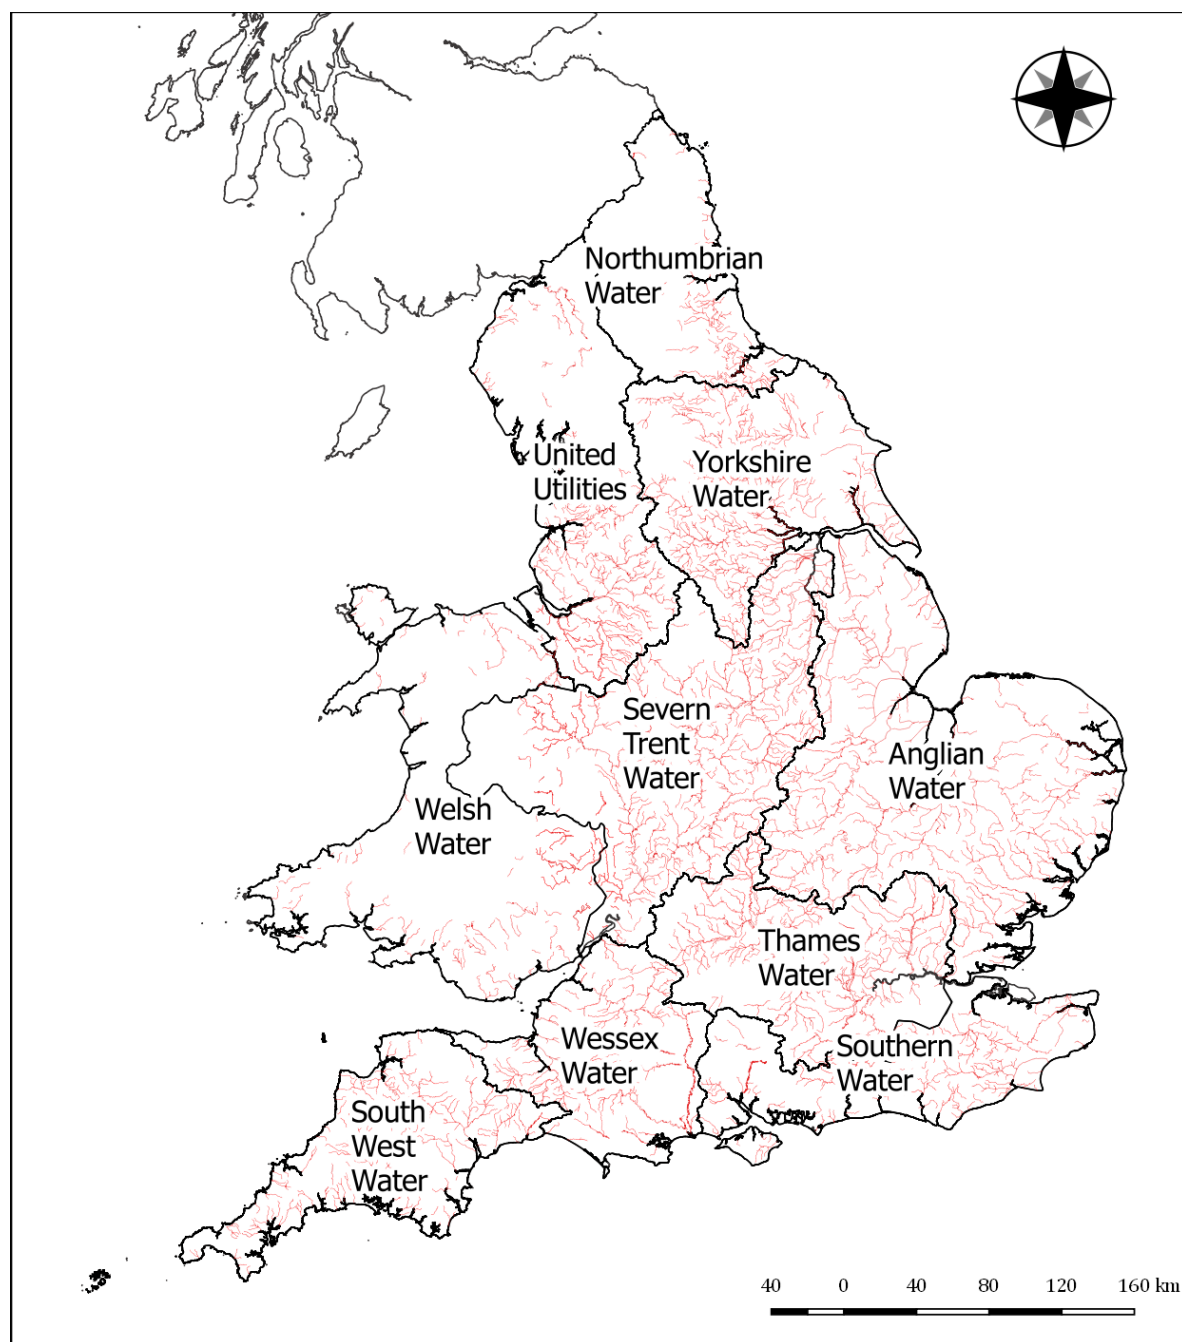 Northumbrian
Water
United
Utilities
Yorkshire
Water
Severn
Trent
Water
Anglian
Water
Welsh
Water
Thames
Water
Wessex
Water
Southern
Water
South
West
Water
40 0 40 80 120 160 km